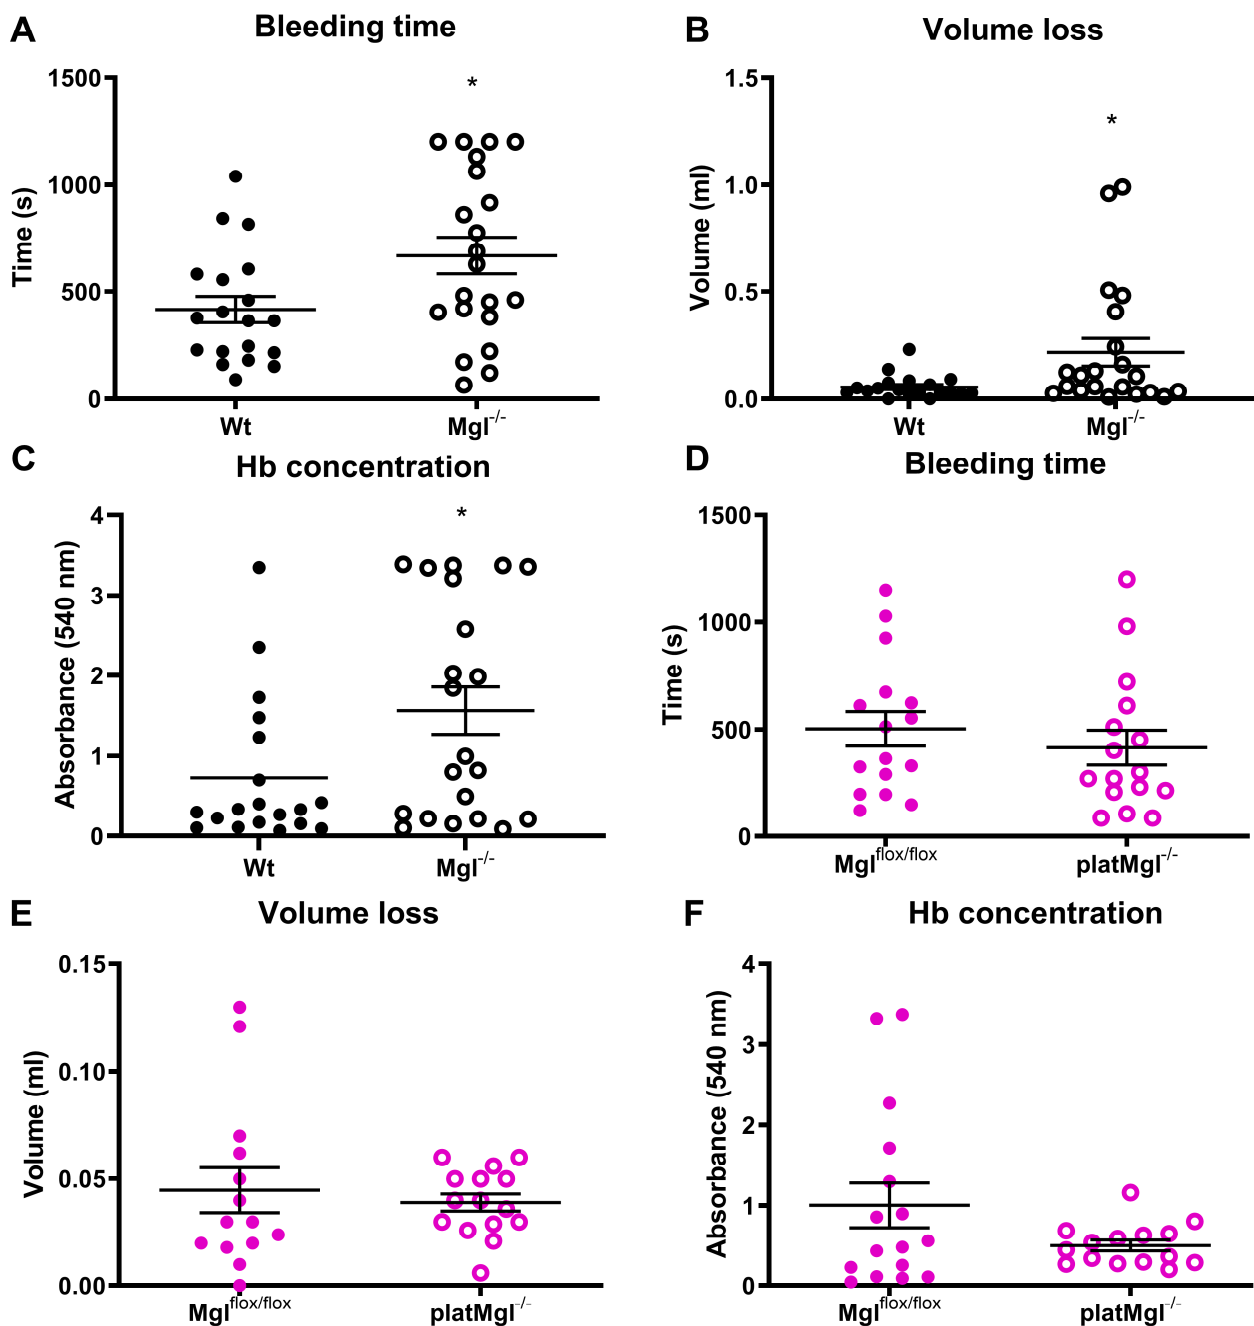 A
Bleeding time
1500
1000
500
0
Time (s)
*
Wt
Mgl-/-
B
Volume loss
1.5
1.0
0.5
0.0
Volume (ml)
*
Wt
Mgl-/-
C
Hb concentration
4
3
2
1
0
Absorbance (540 nm)
*
Wt
Mgl-/-
D
Bleeding time
1500
1000
500
0
Time (s)
Mglflox/flox
platMgl-/-
E
Volume loss
0.15
0.10
0.05
0.00
Volume (ml)
Mglflox/flox
platMgl-/-
F
Hb concentration
4
3
2
1
0
Absorbance (540 nm)
Mglflox/flox
platMgl-/-